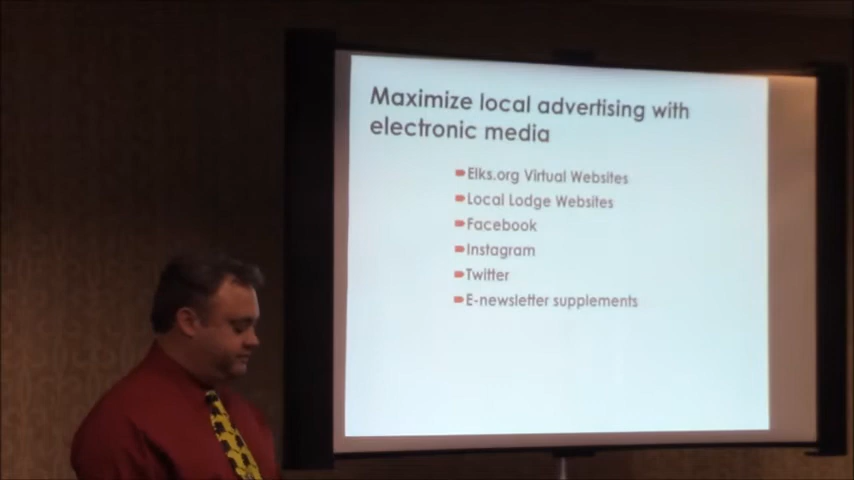 Maximize local advertising with
electronic media
Elks.org Virtual Websites
Local Lodge Websites
Facebook
Instagram
Twitter
E-newsletter supplements